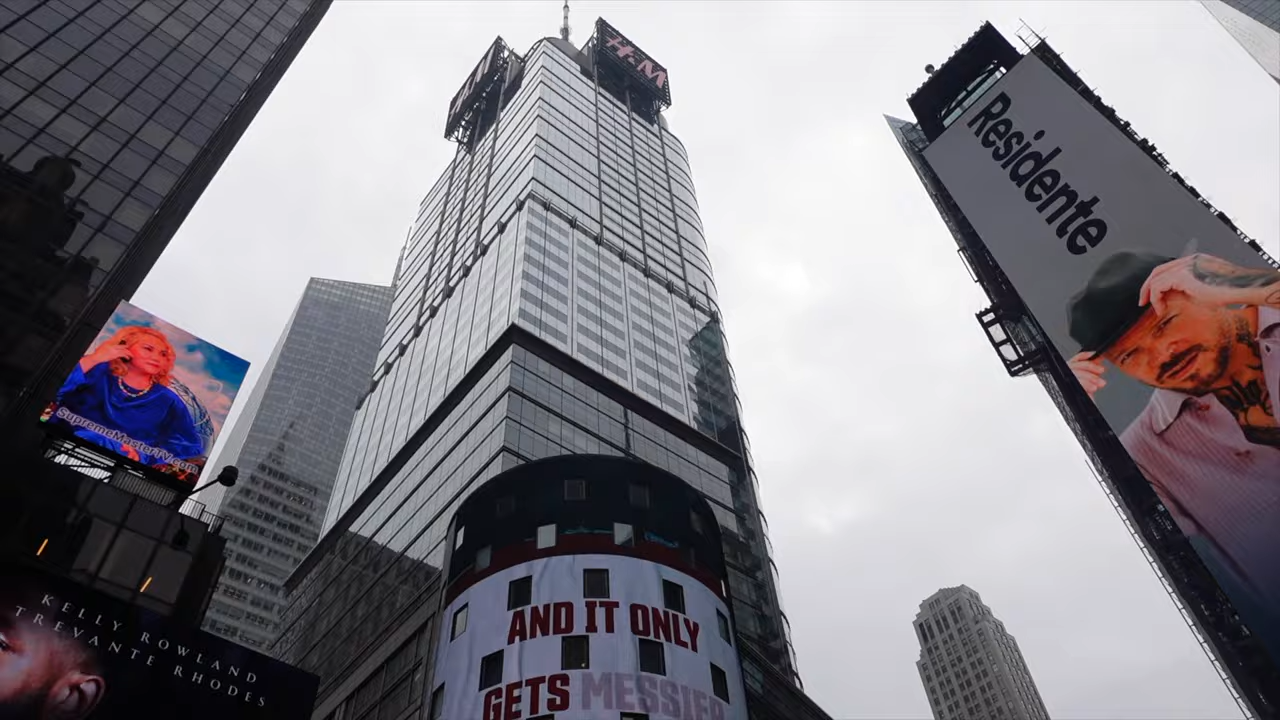 H&M
Residente
SupremeMasterTV.com
KELLY ROWLAND
TREVANTE RHODES
AND IT ONLY
GETS MESSIER